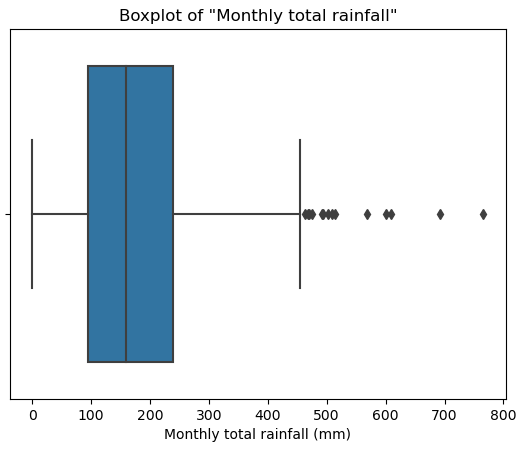 Boxplot of "Monthly total rainfall"
0 100 200 300 400 500 600 700 800
Monthly total rainfall (mm)